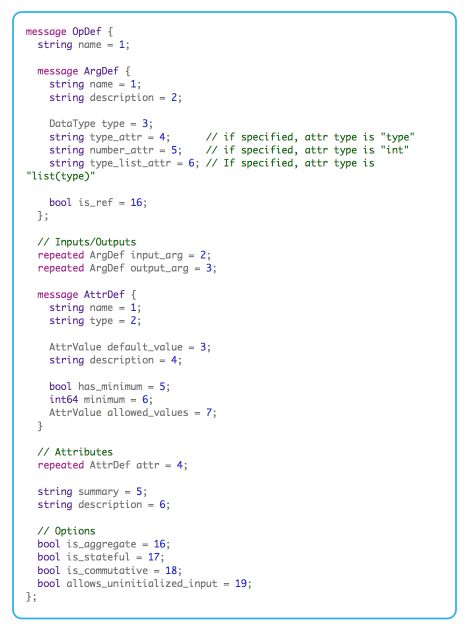 message OpDef {
string name = 1;
message ArgDef {
string name = 1;
string description = 2;
DataType type = 3;
string type_attr = 4; // if specified, attr type is "type"
string number_attr = 5; // if specified, attr type is "int"
string type_list_attr = 6; // If specified, attr type is
"list(type)"
bool is_ref = 16;
};
// Inputs/Outputs
repeated ArgDef input_arg = 2;
repeated ArgDef output_arg = 3;
message AttrDef {
string name = 1;
string type = 2;
AttrValue default_value = 3;
string description = 4;
bool has_minimum = 5;
int64 minimum = 6;
AttrValue allowed_values = 7;
}
// Attributes
repeated AttrDef attr = 4;
string summary = 5;
string description = 6;
// Options
bool is_aggregate = 16;
bool is_stateful = 17;
bool is_commutative = 18;
bool allows_uninitialized_input = 19;
};